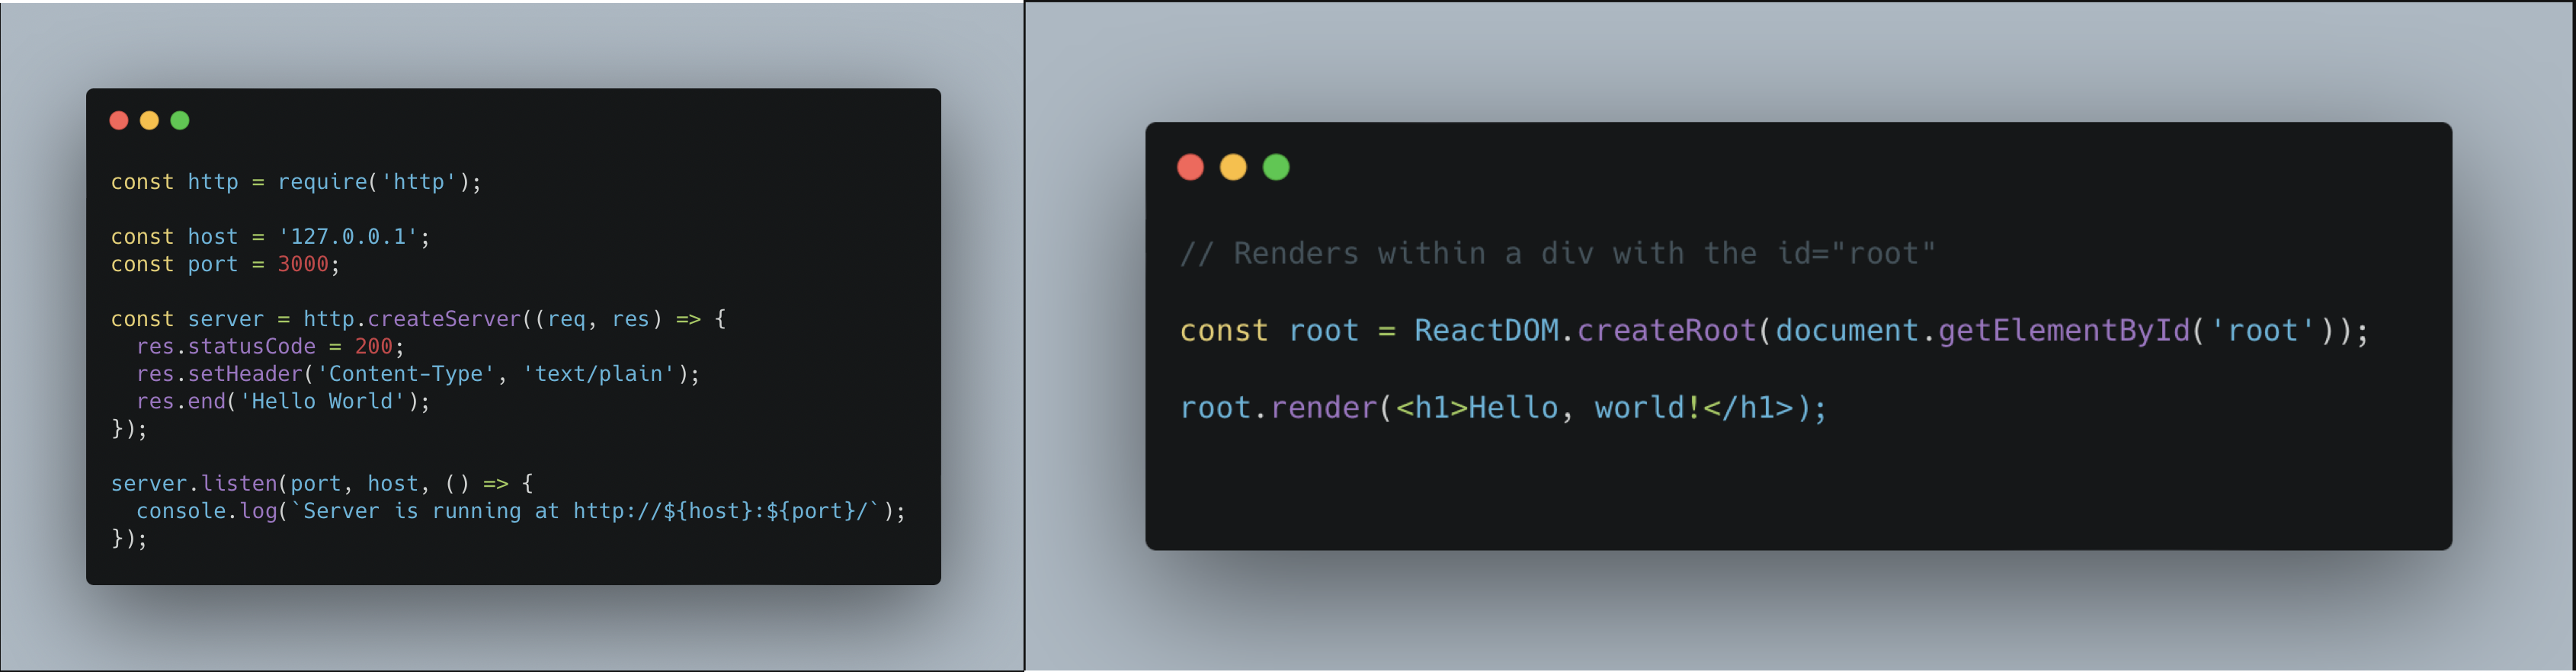 const http = require('http');
const host = '127.0.0.1';
const port = 3000;
const server = http.createServer((req, res) => {
  res.statusCode = 200;
  res.setHeader('Content-Type', 'text/plain');
  res.end('Hello World');
});
server.listen(port, host, () => {
  console.log(`Server is running at http://${host}:${port}/`);
});
// Renders within a div with the id="root"
const root = ReactDOM.createRoot(document.getElementById('root'));
root.render(<h1>Hello, world!</h1>);